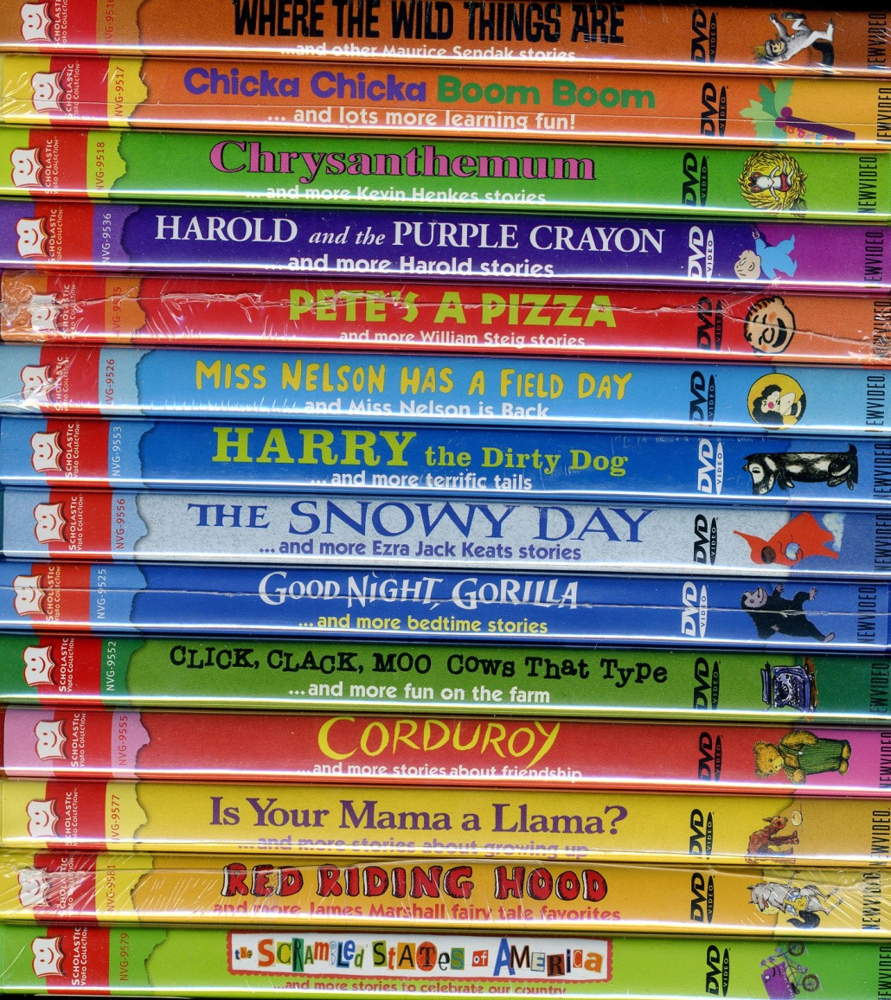 SCHOLASTIC
NVG-9516
WHERE THE WILD THINGS ARE
...and other Maurice Sendak stories
DVD
VIDEO
NEWVIDEO
SCHOLASTIC
VIDEO COLLECTION
NVG-9517
Chicka Chicka Boom Boom
... and lots more learning fun!
DVD
VIDEO
NEWVIDEO
SCHOLASTIC
VIDEO COLLECTION
NVG-9518
Chrysanthemum
...and more Kevin Henkes stories
DVD
VIDEO
NEWVIDEO
SCHOLASTIC
VIDEO COLLECTION
NVG-9536
HAROLD and the PURPLE CRAYON
...and more Harold stories
DVD
VIDEO
NEWVIDEO
SCHOLASTIC
VIDEO COLLECTION
PETE'S A PIZZA
and more William Steig stories
DVD
VIDEO
NEWVIDEO
SCHOLASTIC
VIDEO COLLECTION
NVG-9526
MISS NELSON HAS A FIELD DAY
and Miss Nelson is Back
DVD
VIDEO
NEWVIDEO
SCHOLASTIC
VIDEO COLLECTION
NVG-9553
HARRY the Dirty Dog
... and more terrific tails
DVD
VIDEO
NEWVIDEO
SCHOLASTIC
VIDEO COLLECTION
NVG-9556
THE SNOWY DAY
...and more Ezra Jack Keats stories
DVD
VIDEO
NEWVIDEO
SCHOLASTIC
VIDEO COLLECTION
NVG-9525
GOOD NIGHT, GORILLA
...and more bedtime stories
DVD
VIDEO
NEWVIDEO
SCHOLASTIC
VIDEO COLLECTION
NVG-9552
CLICK, CLACK, MOO Cows That Type
...and more fun on the farm
DVD
VIDEO
NEWVIDEO
SCHOLASTIC
VIDEO COLLECTION
NVG-9555
CORDUROY
...and more stories about friendship
DVD
VIDEO
NEWVIDEO
SCHOLASTIC
VIDEO COLLECTION
NVG-9577
Is Your Mama a Llama?
...and more stories about growing up
DVD
VIDEO
NEWVIDEO
SCHOLASTIC
VIDEO COLLECTION
NVG-9581
RED RIDING HOOD
...and more James Marshall fairy tale favorites
DVD
VIDEO
NEWVIDEO
SCHOLASTIC
VIDEO COLLECTION
NVG-9579
the SCRAMBLED STATES of AMERICA
...and more stories to celebrate our country
DVD
VIDEO
NEWVIDEO